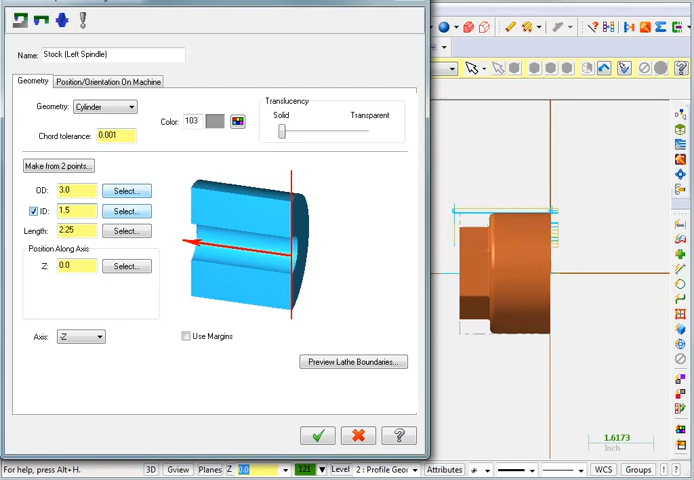 Name: Stock (Left Spindle)
Geometry Position/Orientation On Machine
Geometry: Cylinder
Translucency
Solid Transparent
Color: 103
Chord tolerance: 0.001
Make from 2 points...
OD: 3.0 Select...
ID: 1.5 Select...
Length: 2.25 Select...
Position Along Axis
Z: 0.0 Select...
Axis: -Z
Use Margins
Preview Lathe Boundaries...
1.6173
Inch
For help, press Alt+H. 3D Gview Planes Z 0.0 121 Level 2 : Profile Geor Attributes WCS Groups ! ?